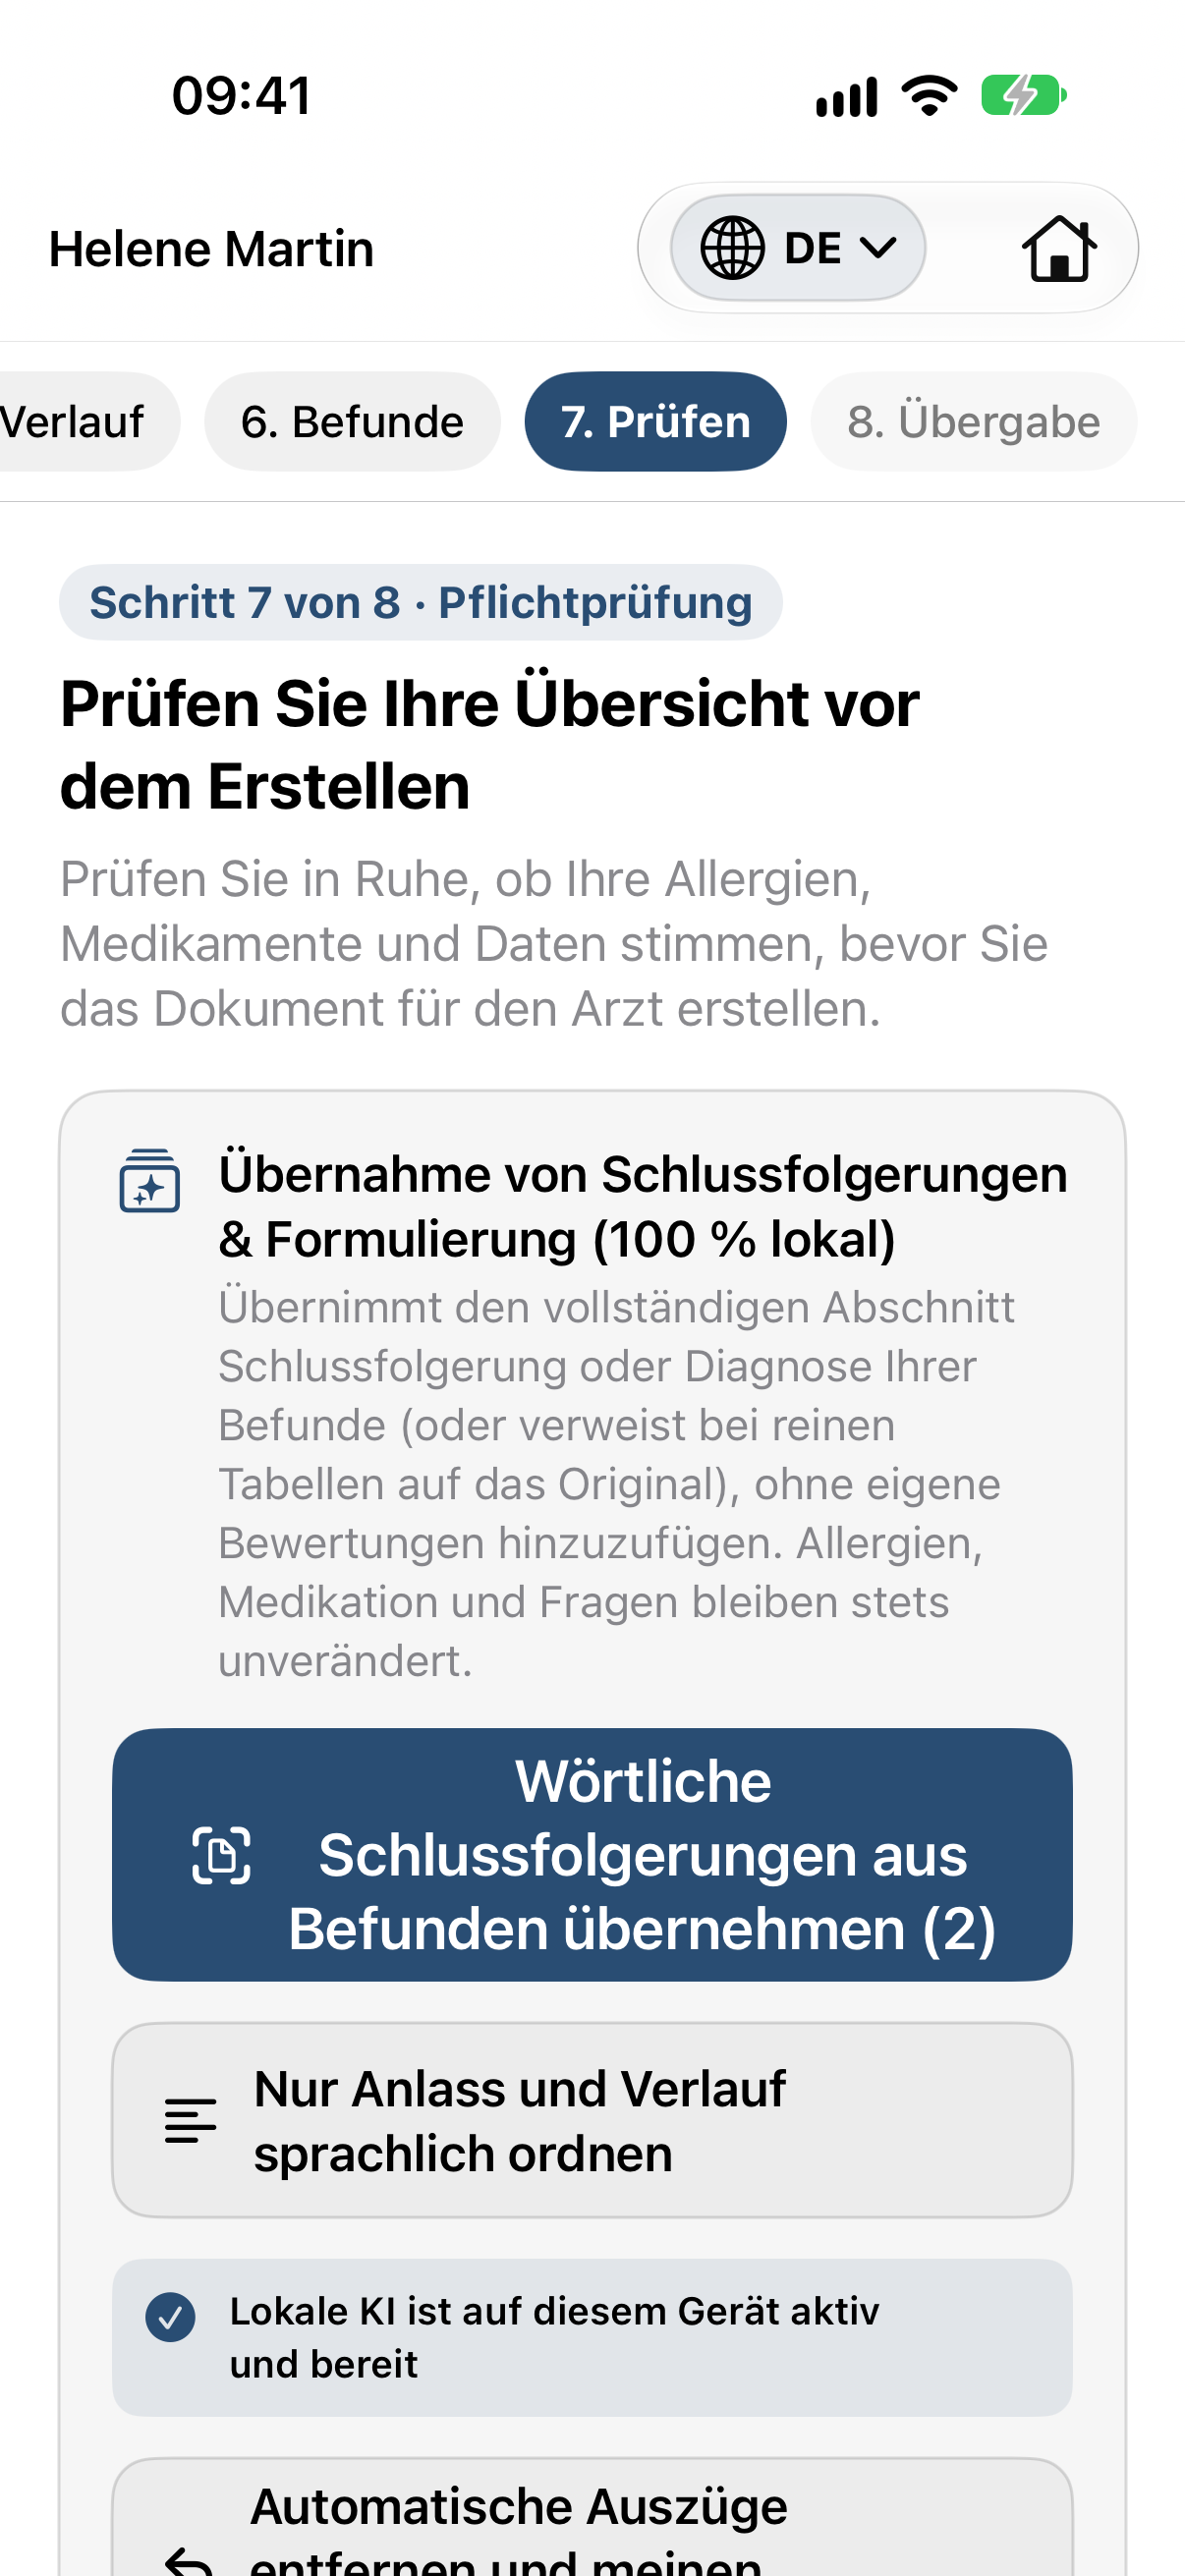 09:41
Helene Martin
DE
Verlauf
6. Befunde
7. Prüfen
8. Übergabe
Schritt 7 von 8 · Pflichtprüfung
Prüfen Sie Ihre Übersicht vor
dem Erstellen
Prüfen Sie in Ruhe, ob Ihre Allergien,
Medikamente und Daten stimmen, bevor Sie
das Dokument für den Arzt erstellen.
Übernahme von Schlussfolgerungen
& Formulierung (100 % lokal)
Übernimmt den vollständigen Abschnitt
Schlussfolgerung oder Diagnose Ihrer
Befunde (oder verweist bei reinen
Tabellen auf das Original), ohne eigene
Bewertungen hinzuzufügen. Allergien,
Medikation und Fragen bleiben stets
unverändert.
Wörtliche
Schlussfolgerungen aus
Befunden übernehmen (2)
Nur Anlass und Verlauf
sprachlich ordnen
Lokale KI ist auf diesem Gerät aktiv
und bereit
Automatische Auszüge
entfernen und meinen